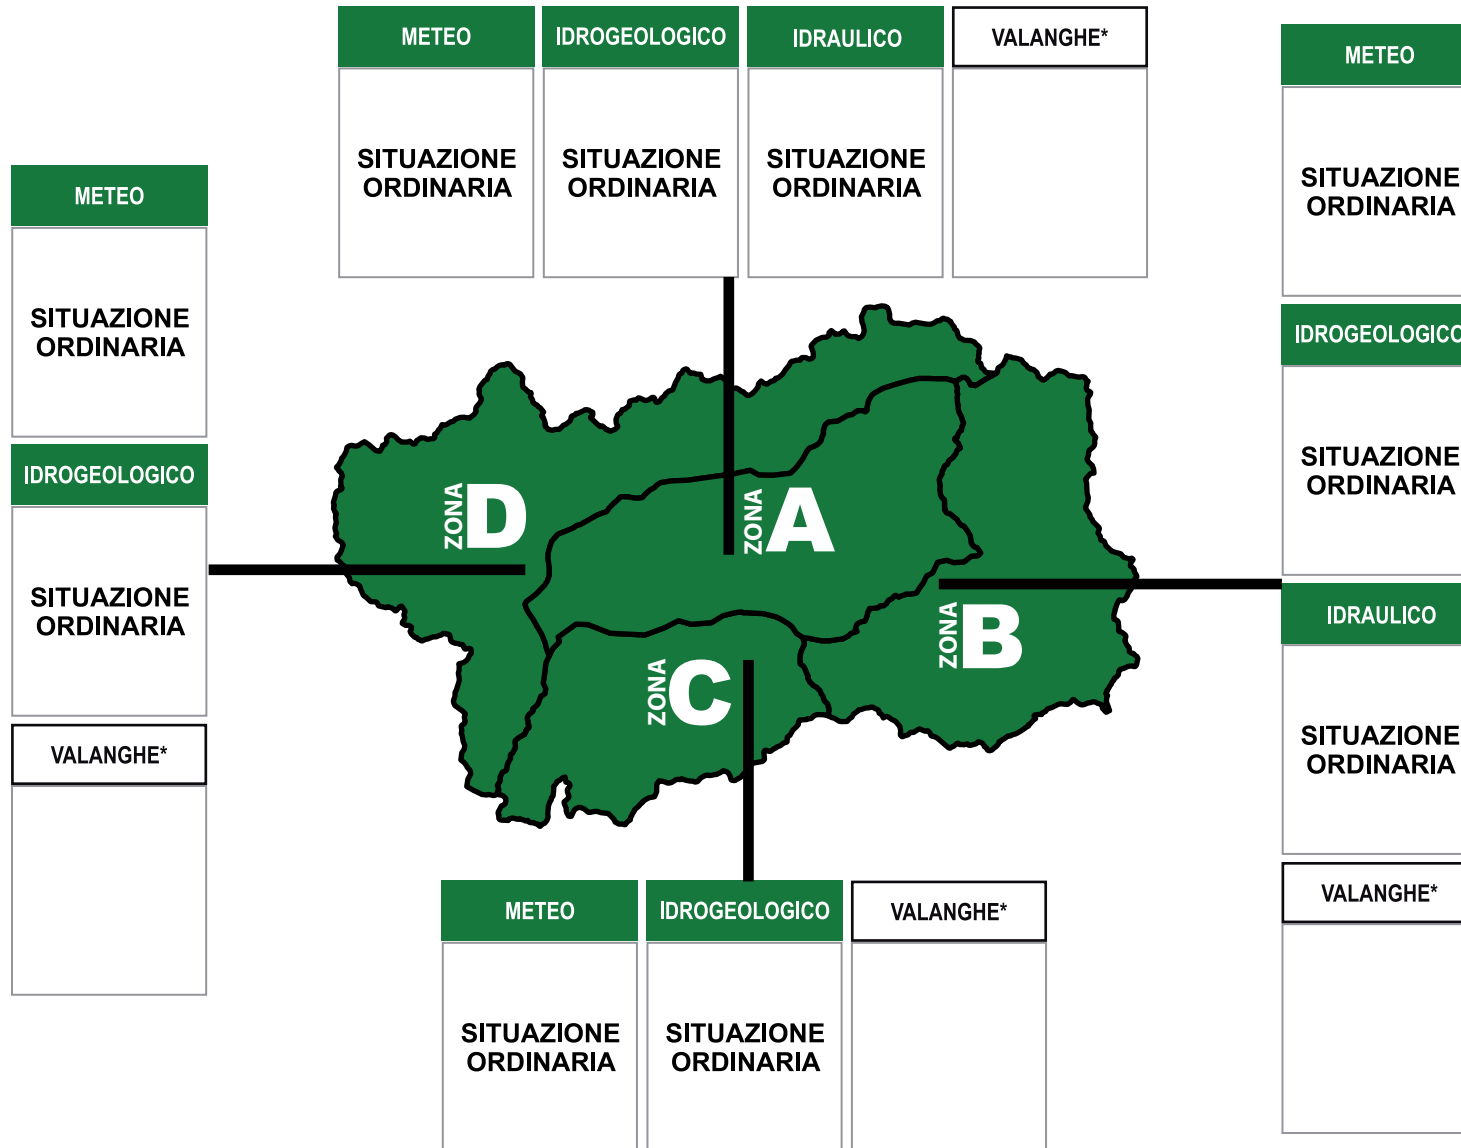 METEO
IDROGEOLOGICO
IDRAULICO
VALANGHE*
SITUAZIONE
ORDINARIA
SITUAZIONE
ORDINARIA
SITUAZIONE
ORDINARIA
METEO
SITUAZIONE
ORDINARIA
IDROGEOLOGICO
SITUAZIONE
ORDINARIA
VALANGHE*
ZONA D
ZONA A
ZONA B
ZONA C
METEO
SITUAZIONE
ORDINARIA
IDROGEOLOGICO
SITUAZIONE
ORDINARIA
IDRAULICO
SITUAZIONE
ORDINARIA
VALANGHE*
METEO
IDROGEOLOGICO
VALANGHE*
SITUAZIONE
ORDINARIA
SITUAZIONE
ORDINARIA